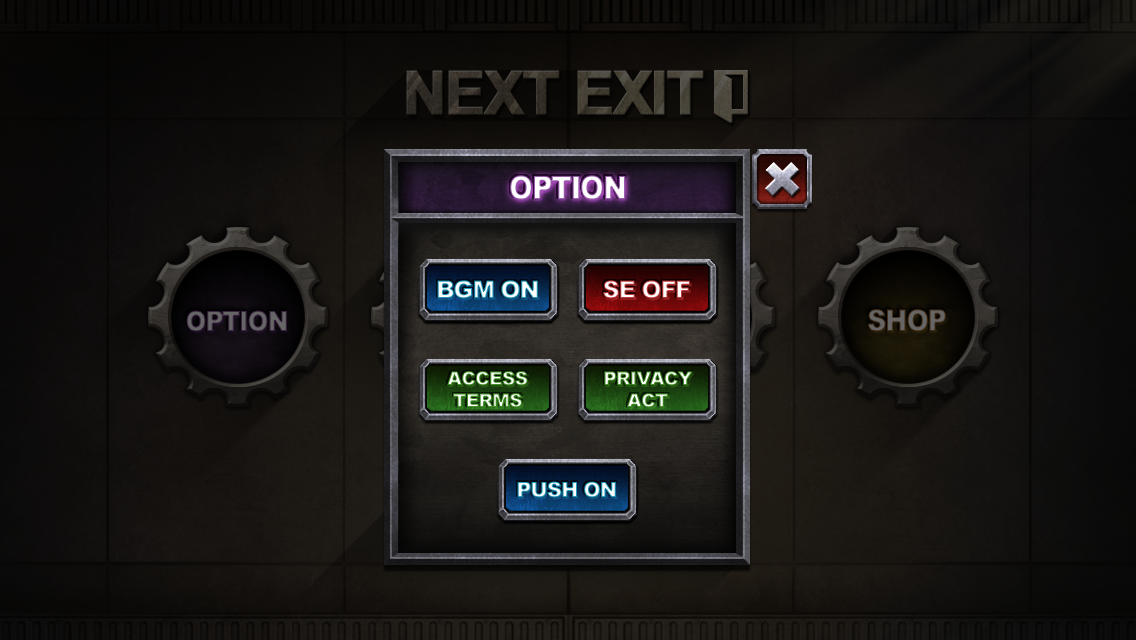 NEXT EXIT
OPTION
BGM ON
SE OFF
OPTION
SHOP
ACCESS
TERMS
PRIVACY
ACT
PUSH ON